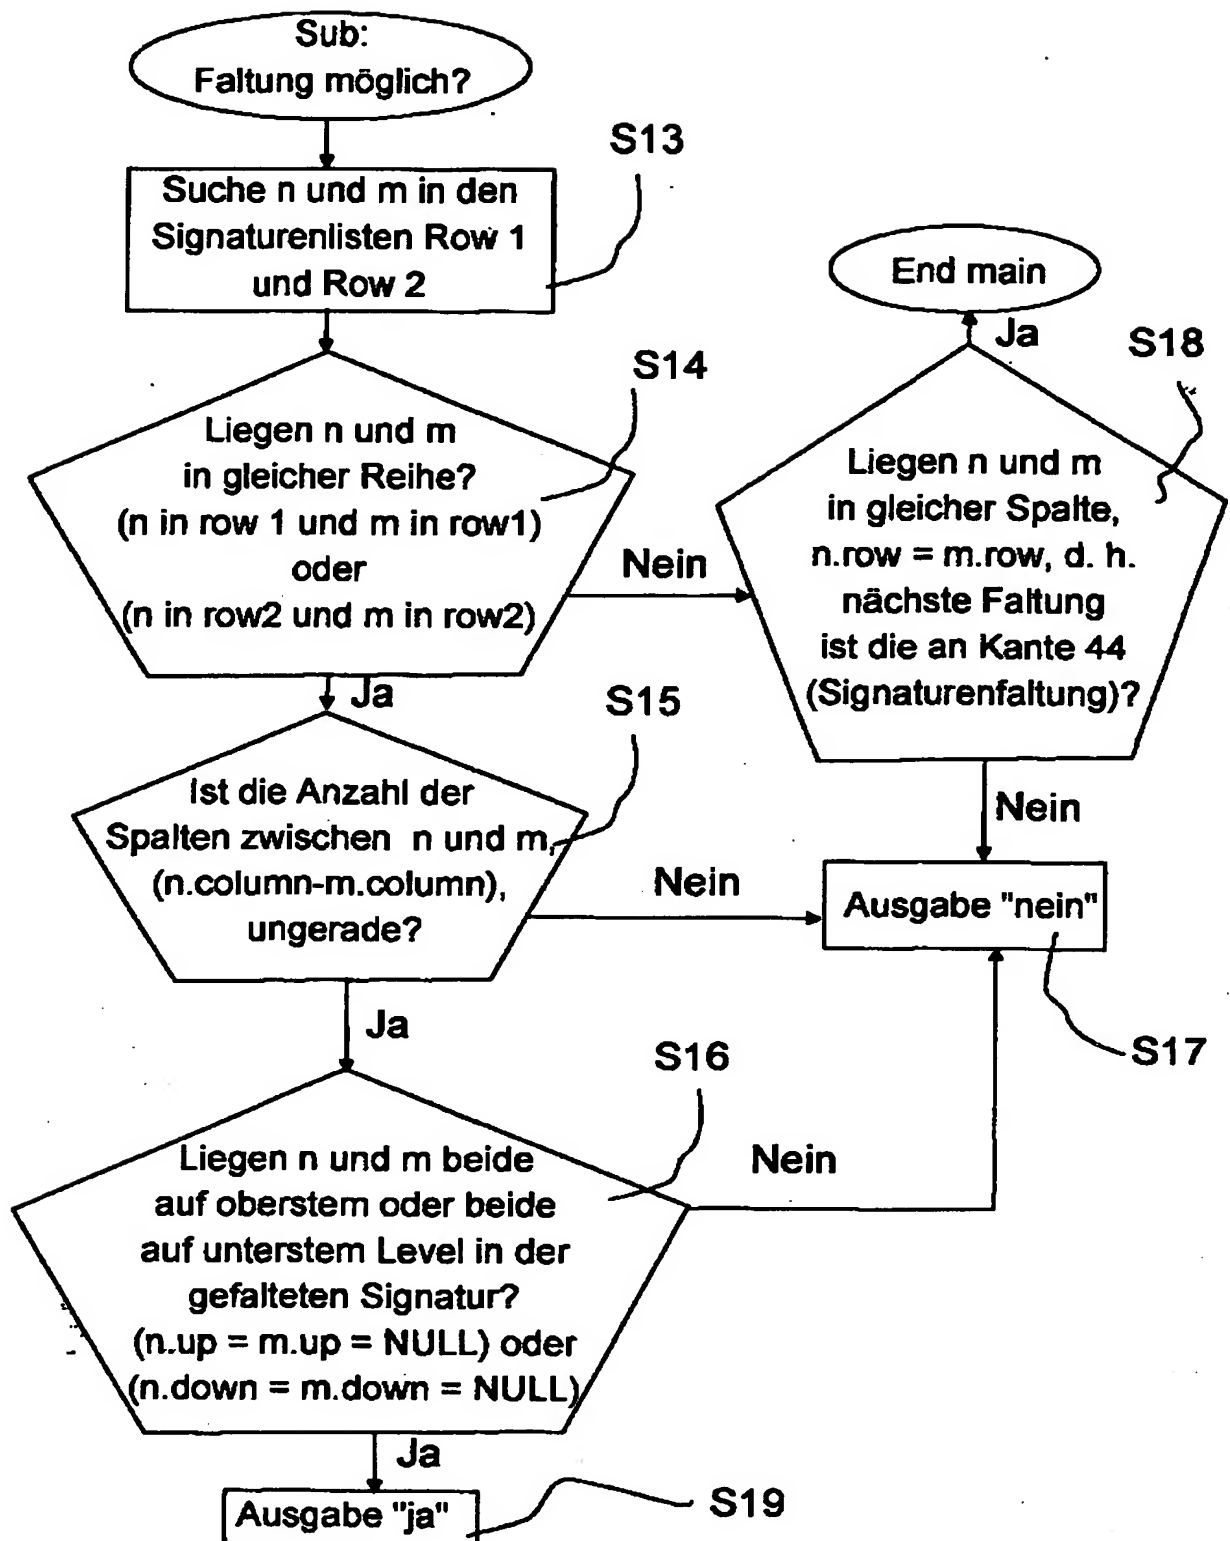 Sub:
Faltung möglich?
S13
Suche n und m in den
Signaturenlisten Row 1
und Row 2
End main
Ja
S18
S14
Liegen n und m
in gleicher Reihe?
(n in row 1 und m in row1)
oder
(n in row2 und m in row2)
Nein
Liegen n und m
in gleicher Spalte,
n.row = m.row, d. h.
nächste Faltung
ist die an Kante 44
(Signaturenfaltung)?
Ja
S15
Ist die Anzahl der
Spalten zwischen n und m,
(n.column-m.column),
ungerade?
Nein
Nein
Ausgabe "nein"
S17
Ja
S16
Liegen n und m beide
auf oberstem oder beide
auf unterstem Level in der
gefalteten Signatur?
(n.up = m.up = NULL) oder
(n.down = m.down = NULL)
Nein
Ja
Ausgabe "ja"
S19